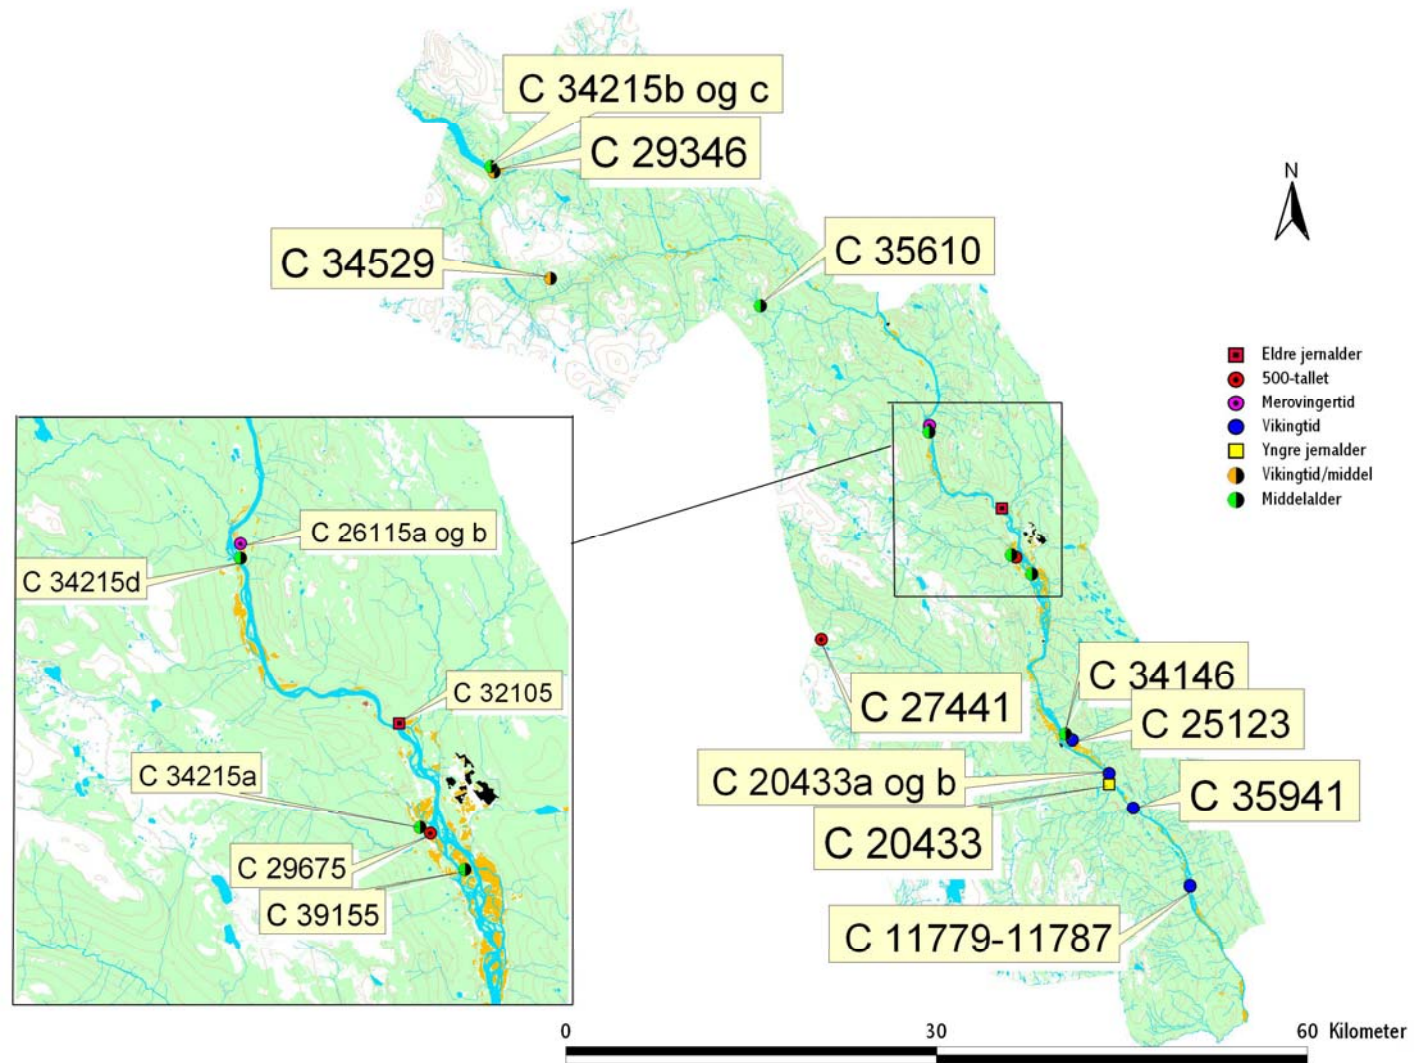 C 34215b og c
C 29346
N
C 34529
C 35610
Eldre jernalder
500-tallet
Merovingertid
Vikingtid
Yngre jernalder
Vikingtid/middel
Middelalder
C 26115a og b
C 34215d
C 32105
C 34215a
C 29675
C 39155
C 34146
C 27441
C 25123
C 20433a og b
C 35941
C 20433
C 11779-11787
0 30 60 Kilometer